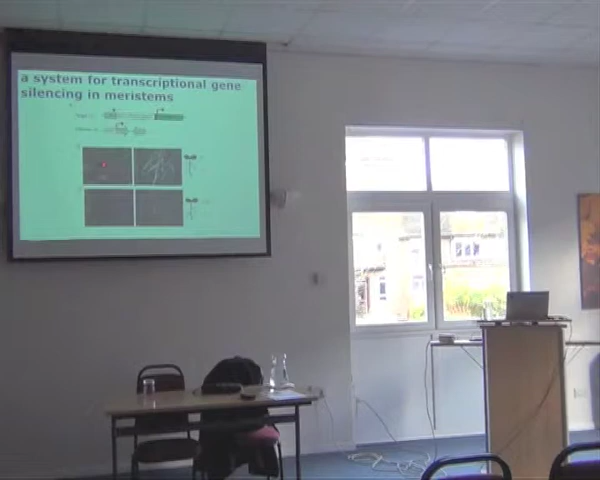 a system for transcriptional gene
silencing in meristems